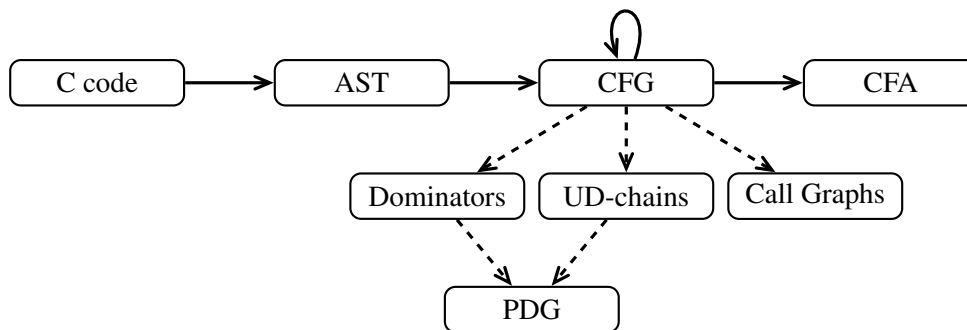 C code
AST
CFG
CFA
Dominators
UD-chains
Call Graphs
PDG